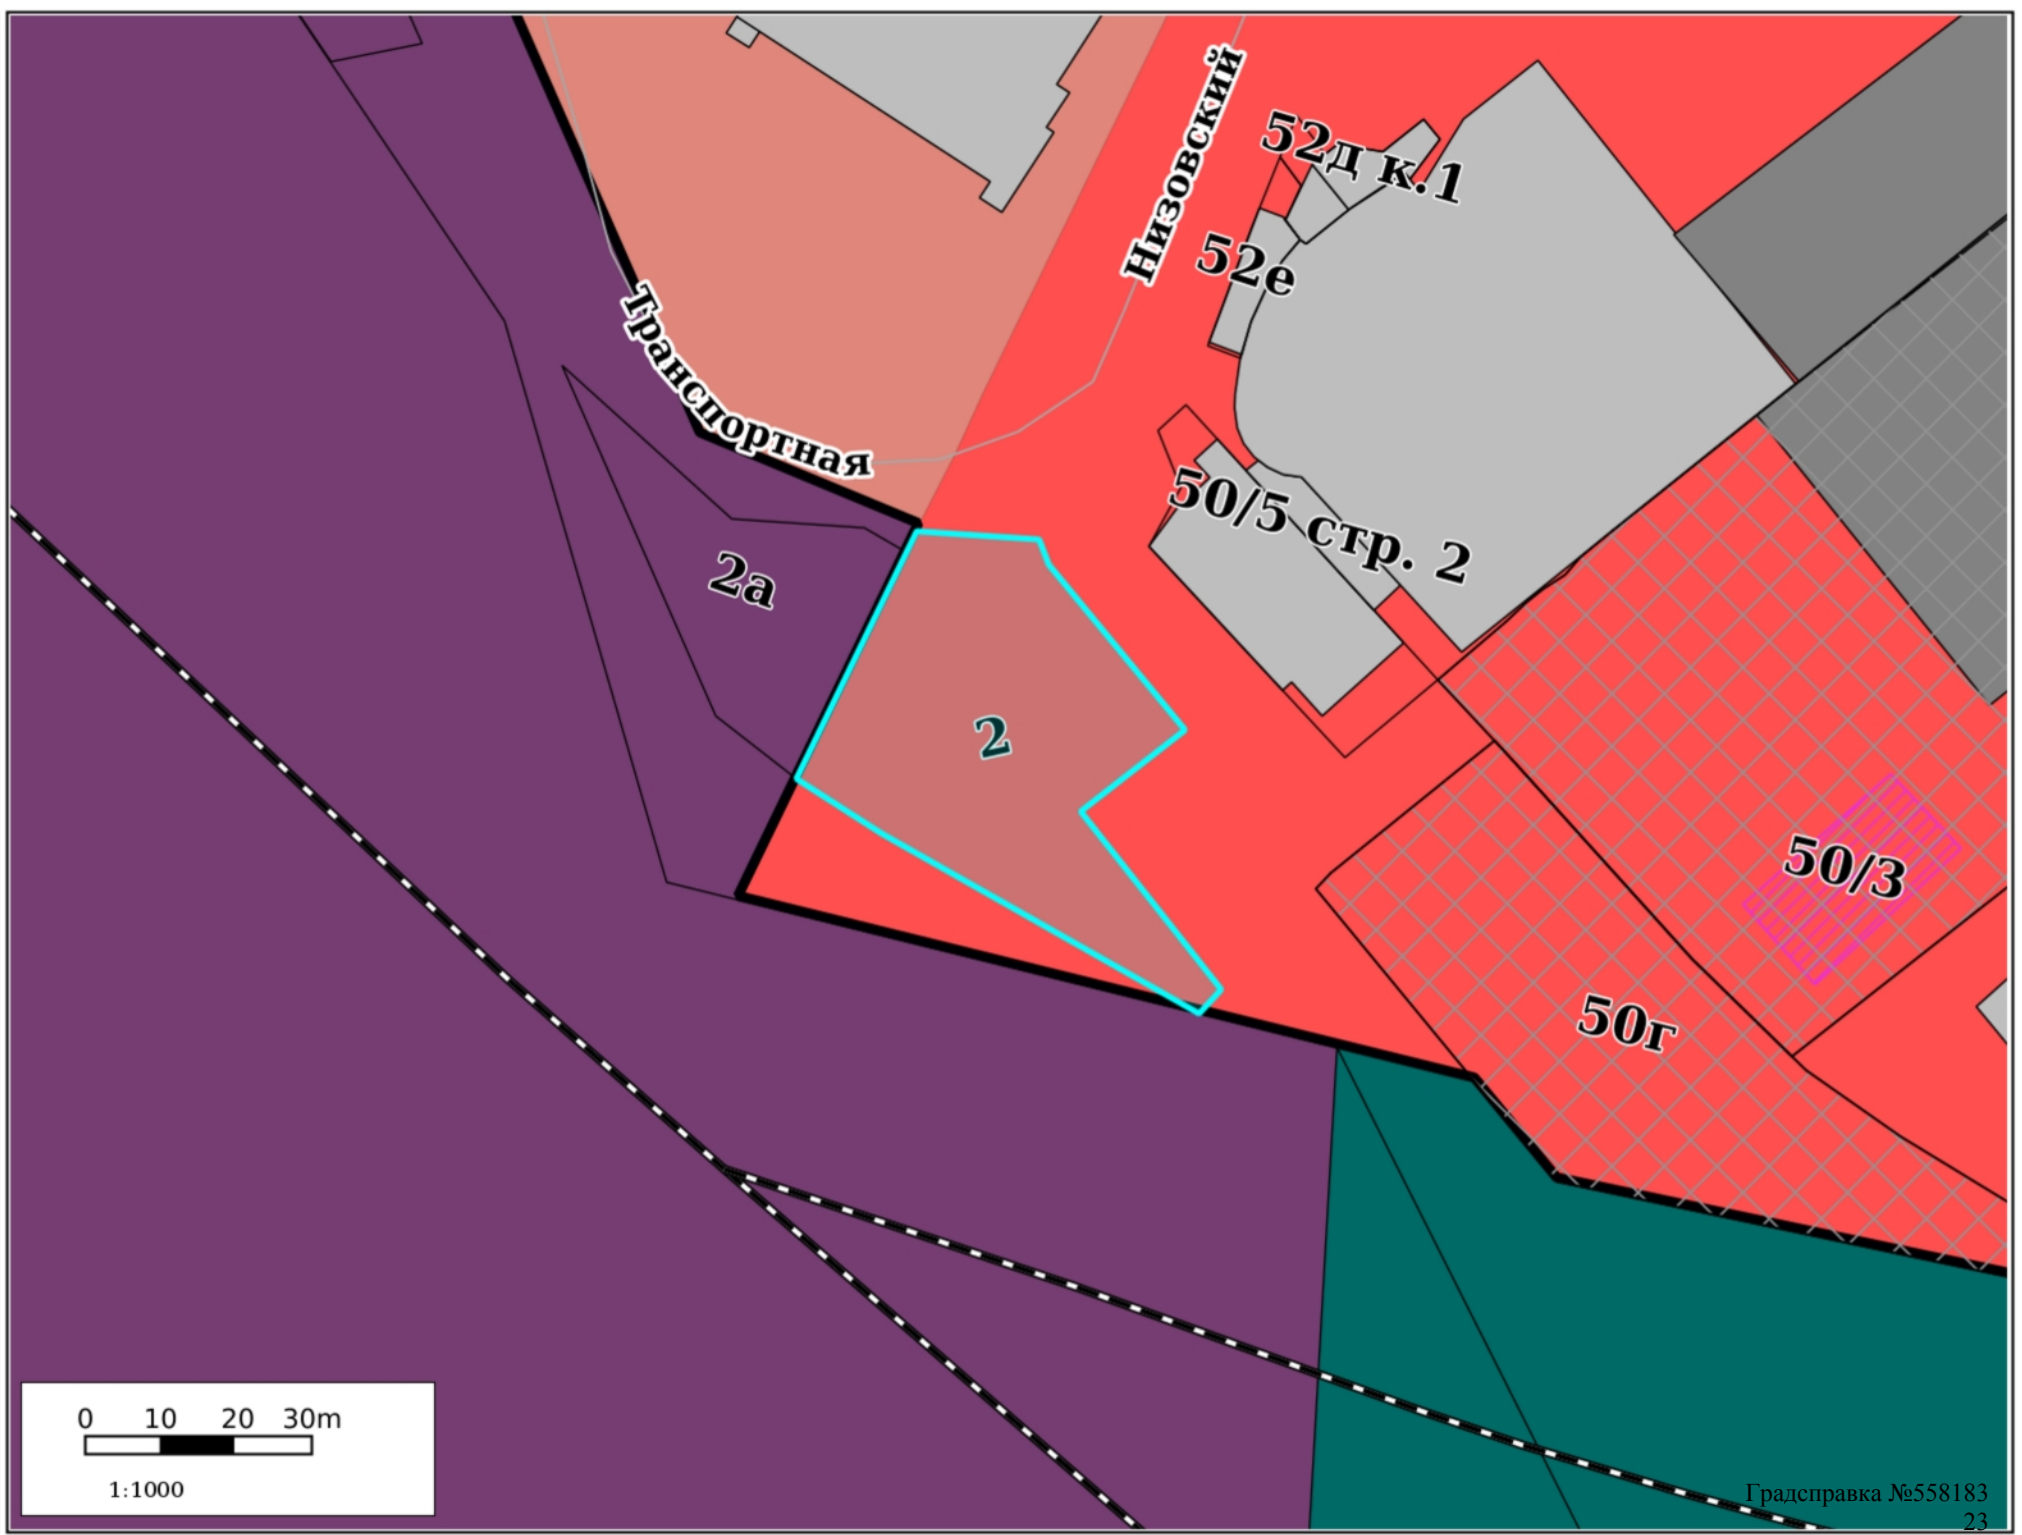 Низовский
52д к.1
52е
Транспортная
50/5 стр. 2
2а
2
50/3
50г
0 10 20 30m
1:1000
Градсправка №558183
23